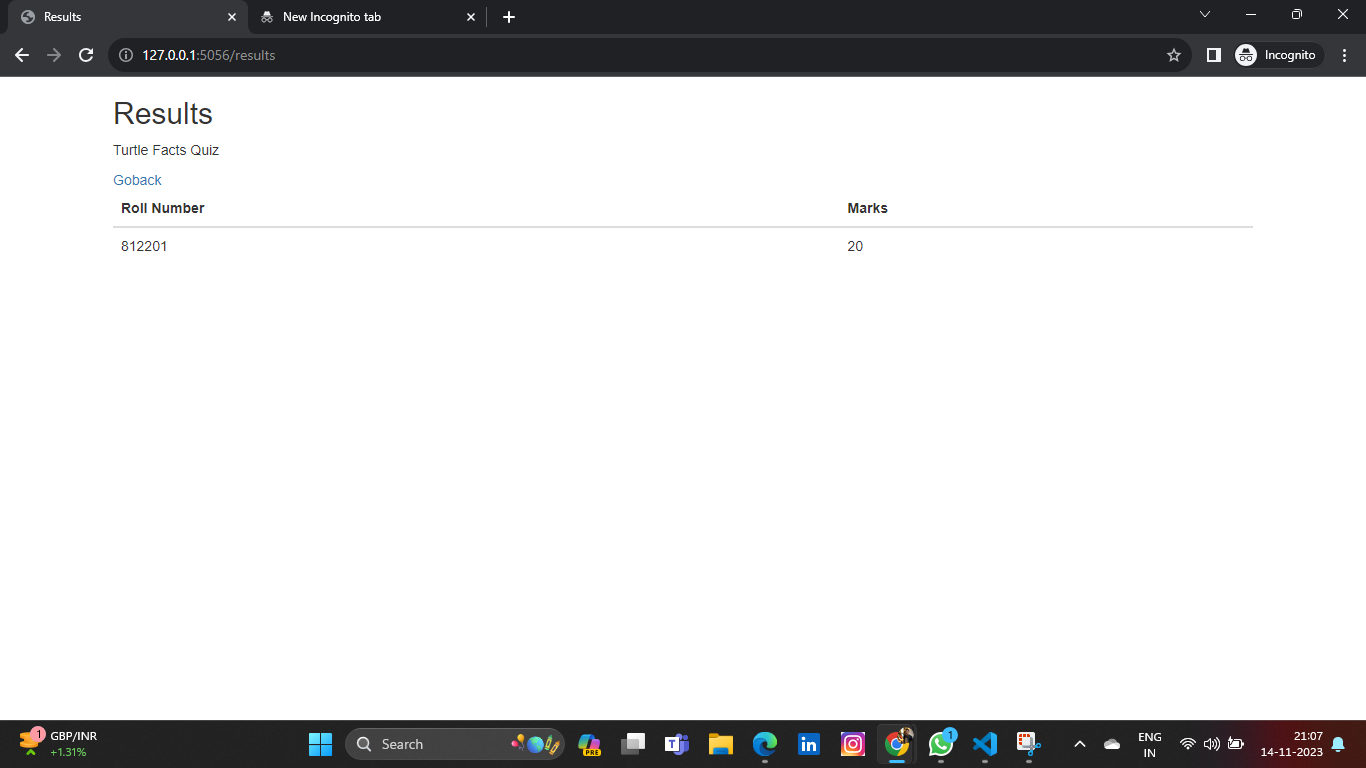 Results
New Incognito tab
127.0.0.1:5056/results
Incognito
Results
Turtle Facts Quiz
Goback
Roll Number Marks
812201 20
1
GBP/INR
+1.31%
Search
PRE
1
ENG
IN
21:07
14-11-2023